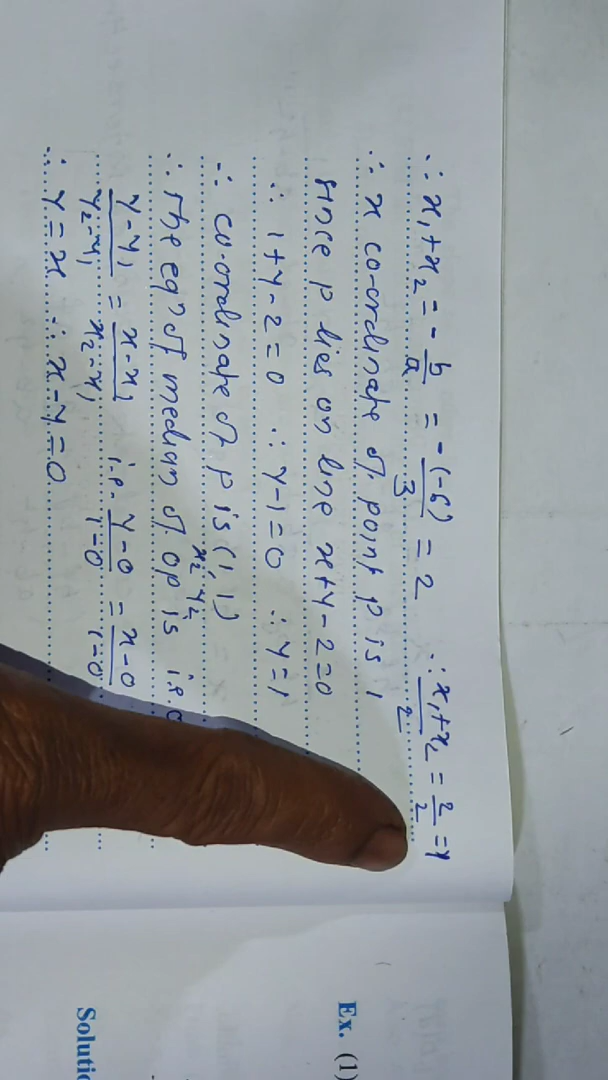 ∴ x₁+x₂ = - b/a = -(-6)/3 = 2 ∴ x₁+x₂/2 = 2/2 = 1
∴ x co-ordinate of point P is 1
since P lies on line x+y-2=0
∴ 1+y-2=0 ∴ y-1=0 ∴ y=1
∴ co-ordinate of P is (1, 1)
x₂ y₂
∴ The eqⁿ of median of OP is i.e.
y-y₁/y₂-y₁ = x-x₁/x₂-x₁ i.e. y-0/1-0 = x-0/1-0
∴ y = x ∴ x-y=0
Ex. (1)